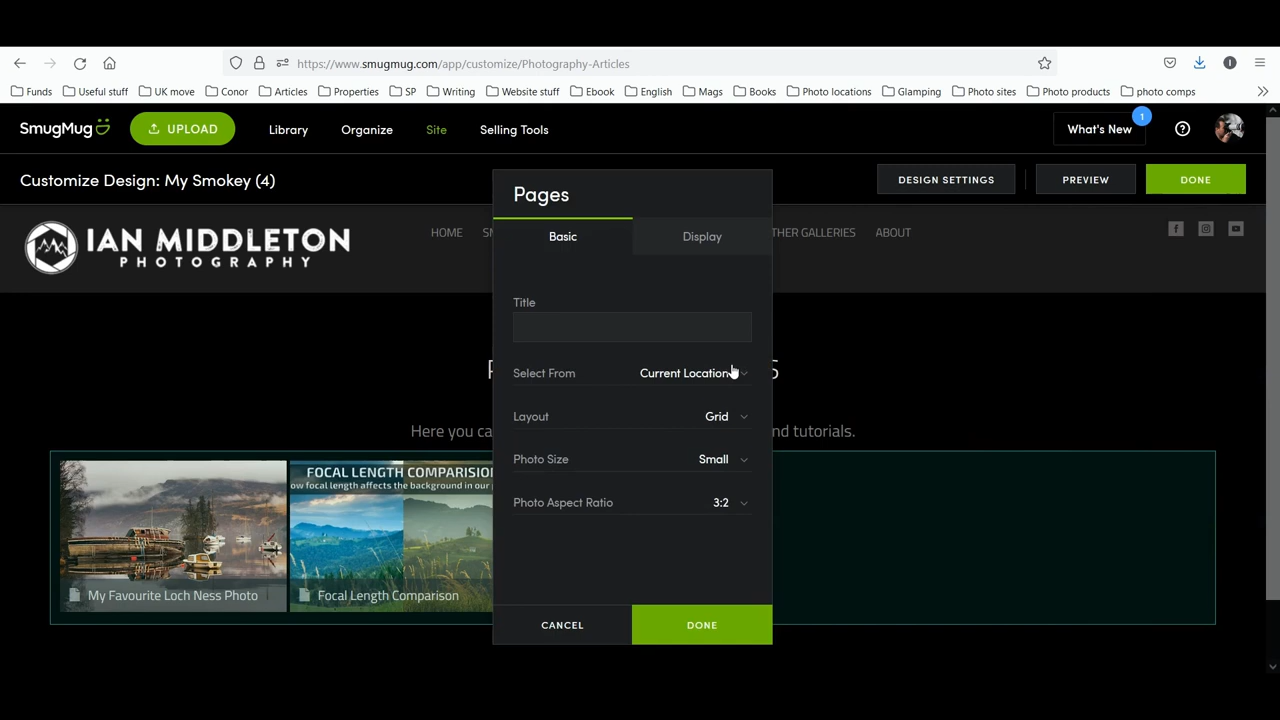 https://www.smugmug.com/app/customize/Photography-Articles
Funds Useful stuff UK move Conor Articles Properties SP Writing Website stuff Ebook English Mags Books Photo locations Glamping Photo sites Photo products photo comps
SmugMug UPLOAD Library Organize Site Selling Tools What's New 1
Customize Design: My Smokey (4) DESIGN SETTINGS PREVIEW DONE
Pages
IAN MIDDLETON
PHOTOGRAPHY
HOME GALLERIES ABOUT
Basic Display
Title
Select From Current Location
Layout Grid
Here you and tutorials.
Photo Size Small
FOCAL LENGTH COMPARISION
focal length affects the background in our
Photo Aspect Ratio 3:2
My Favourite Loch Ness Photo Focal Length Comparison
CANCEL DONE